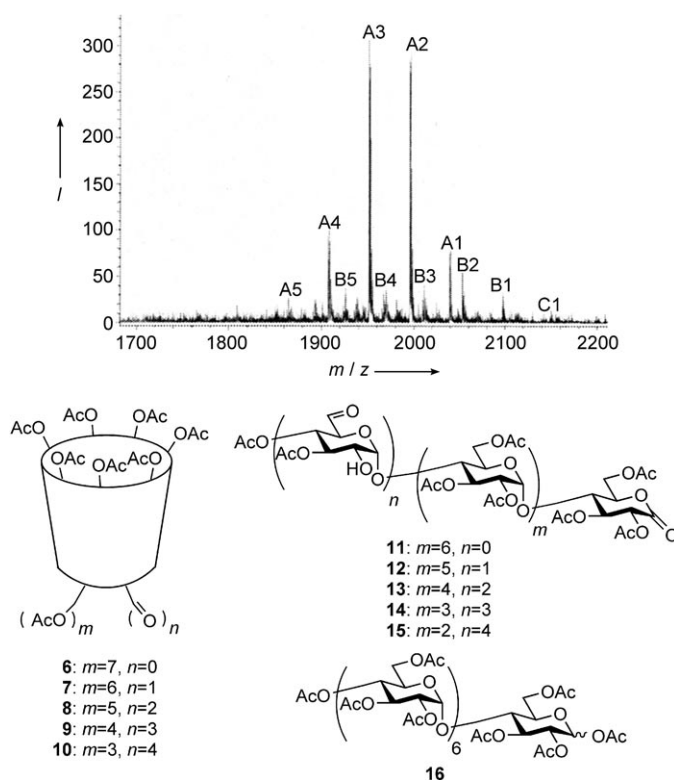 300
250
200
150
100
50
0
I
A3
A2
A4
A1
B2
A5
B5
B4
B3
B1
C1
1700 1800 1900 2000 2100 2200
m / z
OAc
AcO OAc
AcO OAc
OAc OAc OAc
(AcO)m (O)n
6: m=7, n=0
7: m=6, n=1
8: m=5, n=2
9: m=4, n=3
10: m=3, n=4
O
AcO O
AcO
HO
O
n
OAc
O
AcO
AcO
O
m
OAc
O
AcO
AcO
O
11: m=6, n=0
12: m=5, n=1
13: m=4, n=2
14: m=3, n=3
15: m=2, n=4
OAc
AcO O
AcO
AcO
O
6
OAc
O
AcO
AcO
OAc
16